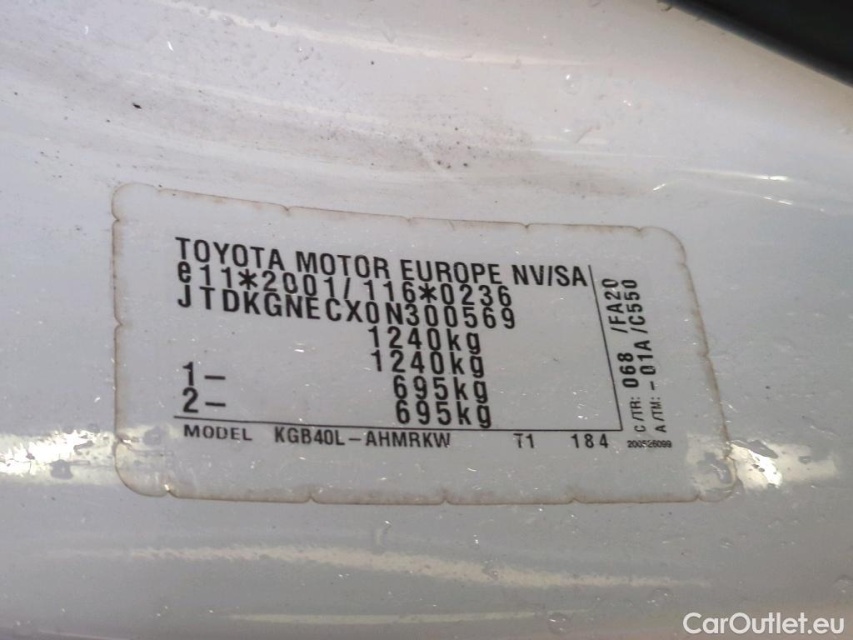 TOYOTA MOTOR EUROPE NV/SA
e11*2001/116*0236
JTDKGNECX0N300569
1240kg
1240kg
1- 695kg
2- 695kg
MODEL KGB40L-AHMRKW T1 184
C/TR: 068 /FA20
A/TM: -01A /C550
CarOutlet.eu